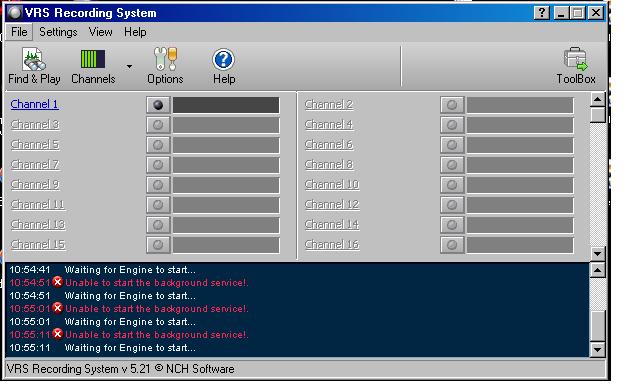 VRS Recording System
File Settings View Help
Find & Play Channels Options Help ToolBox
Channel 1 Channel 2
Channel 3 Channel 4
Channel 5 Channel 6
Channel 7 Channel 8
Channel 9 Channel 10
Channel 11 Channel 12
Channel 13 Channel 14
Channel 15 Channel 16
10:54:41 Waiting for Engine to start...
10:54:51 Unable to start the background service!.
10:54:51 Waiting for Engine to start...
10:55:01 Unable to start the background service!.
10:55:01 Waiting for Engine to start...
10:55:11 Unable to start the background service!.
10:55:11 Waiting for Engine to start...
VRS Recording System v 5.21 © NCH Software